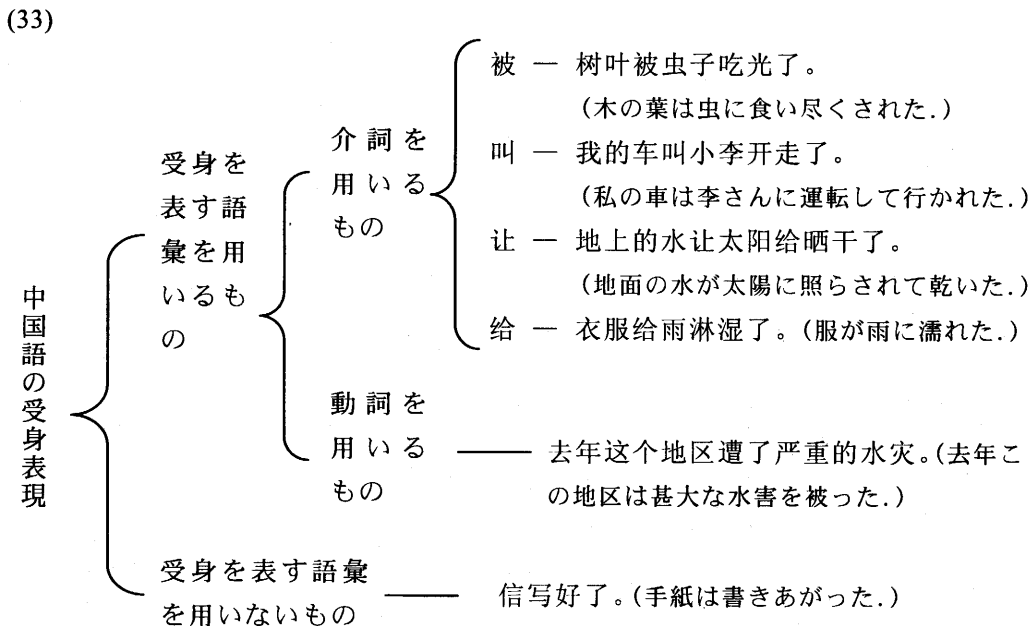 (33)
中国語の受身表現
受身を
表す語
彙を用
いるも
の
介詞を
用いる
もの
被 — 树叶被虫子吃光了。
(木の葉は虫に食い尽くされた.)
叫 — 我的车叫小李开走了。
(私の車は李さんに運転して行かれた.)
让 — 地上的水让太阳给晒干了。
(地面の水が太陽に照らされて乾いた.)
给 — 衣服给雨淋湿了。(服が雨に濡れた.)
動詞を
用いる
もの
去年这个地区遭了严重的水灾。(去年こ
の地区は甚大な水害を被った.)
受身を表す語彙
を用いないもの
信写好了。(手紙は書きあがった.)